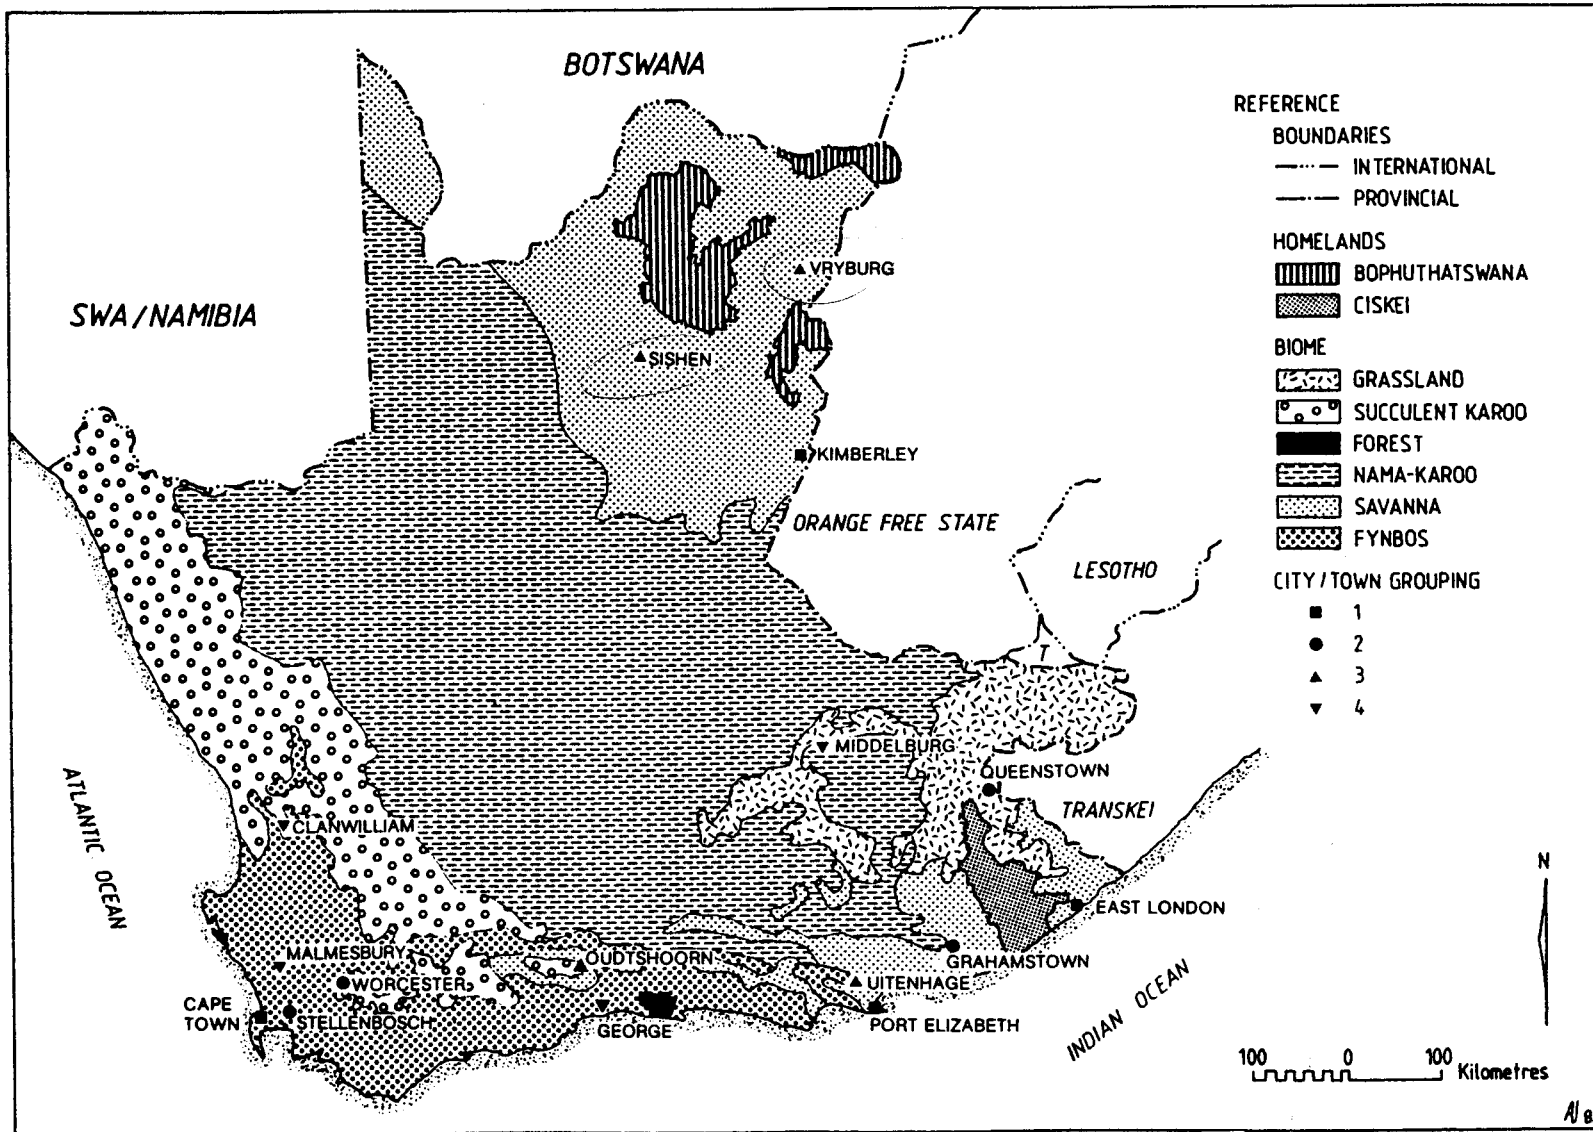 BOTSWANA
SWA/NAMIBIA
VRYBURG
SISHEN
KIMBERLEY
ORANGE FREE STATE
LESOTHO
T
MIDDELBURG
QUEENSTOWN
TRANSKEI
CLANWILLIAM
ATLANTIC OCEAN
EAST LONDON
GRAHAMSTOWN
MALMESBURY
OUDTSHOORN
WORCESTER
UITENHAGE
CAPE
TOWN
STELLENBOSCH
GEORGE
PORT ELIZABETH
INDIAN OCEAN
REFERENCE
BOUNDARIES
INTERNATIONAL
PROVINCIAL
HOMELANDS
BOPHUTHATSWANA
CISKEI
BIOME
GRASSLAND
SUCCULENT KAROO
FOREST
NAMA-KAROO
SAVANNA
FYNBOS
CITY/TOWN GROUPING
1
2
3
4
N
100 0 100 Kilometres